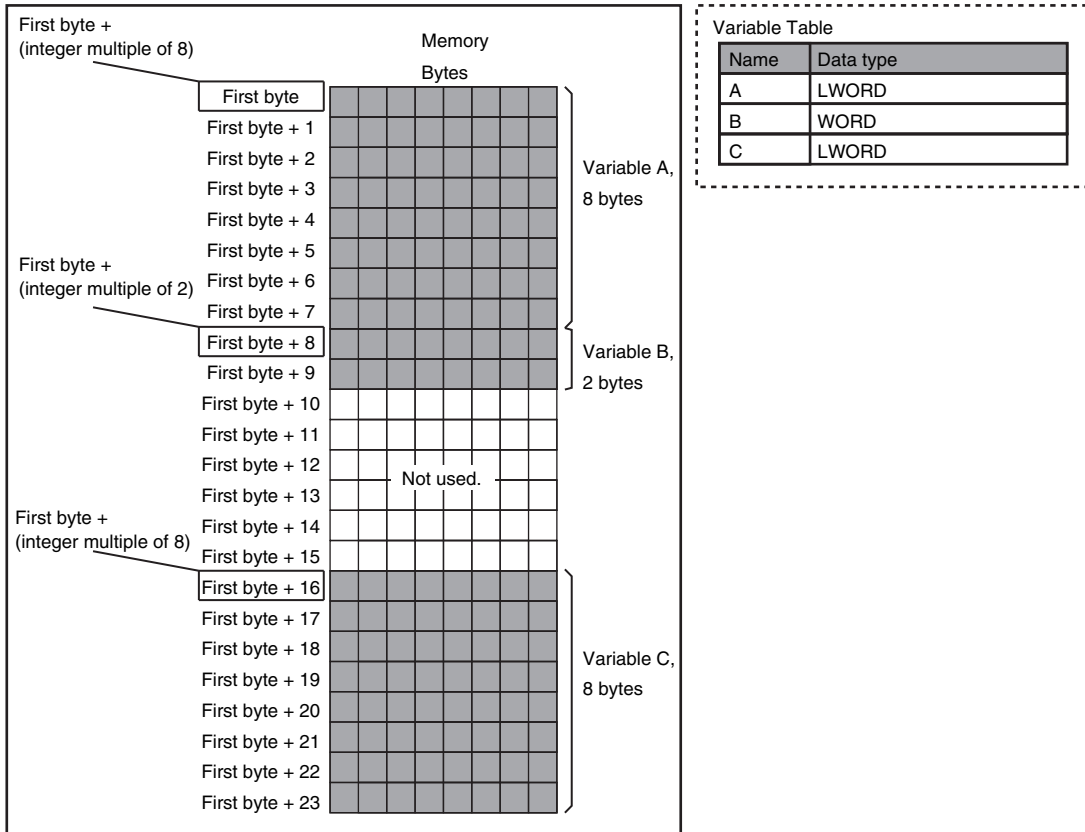 First byte +
(integer multiple of 8)
Memory
Bytes
First byte
First byte + 1
First byte + 2
First byte + 3
First byte + 4
First byte + 5
First byte + 6
First byte + 7
Variable A,
8 bytes
First byte +
(integer multiple of 2)
First byte + 8
First byte + 9
Variable B,
2 bytes
First byte + 10
First byte + 11
First byte + 12
First byte + 13
First byte + 14
First byte + 15
Not used.
First byte +
(integer multiple of 8)
First byte + 16
First byte + 17
First byte + 18
First byte + 19
First byte + 20
First byte + 21
First byte + 22
First byte + 23
Variable C,
8 bytes
Variable Table
Name Data type
A LWORD
B WORD
C LWORD